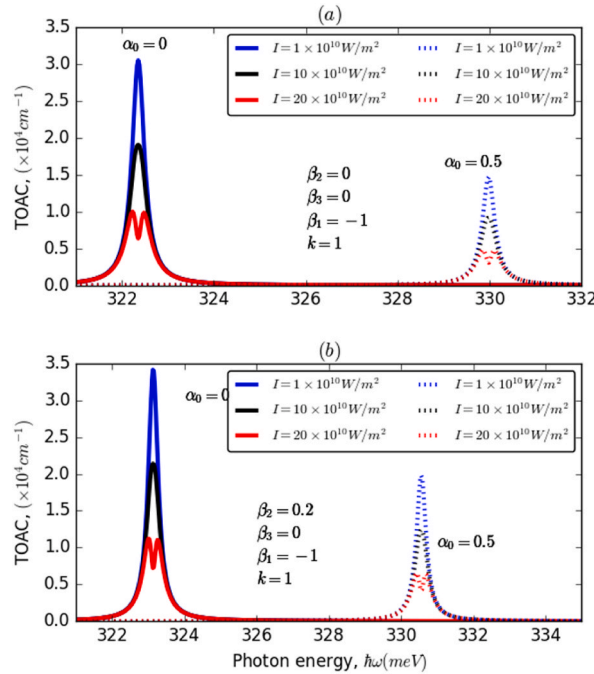 (a)
α₀ = 0
I = 1 × 10¹⁰W/m² I = 1 × 10¹⁰W/m²
I = 10 × 10¹⁰W/m² I = 10 × 10¹⁰W/m²
I = 20 × 10¹⁰W/m² I = 20 × 10¹⁰W/m²
TOAC, (×10⁴cm⁻¹)
3.5
3.0
2.5
2.0
1.5
1.0
0.5
0.0
β₂ = 0
β₃ = 0
β₁ = −1
k = 1
α₀ = 0.5
322 324 326 328 330 332
(b)
α₀ = 0
I = 1 × 10¹⁰W/m² I = 1 × 10¹⁰W/m²
I = 10 × 10¹⁰W/m² I = 10 × 10¹⁰W/m²
I = 20 × 10¹⁰W/m² I = 20 × 10¹⁰W/m²
TOAC, (×10⁴cm⁻¹)
3.5
3.0
2.5
2.0
1.5
1.0
0.5
0.0
β₂ = 0.2
β₃ = 0
β₁ = −1
k = 1
α₀ = 0.5
322 324 326 328 330 332 334
Photon energy, ℏω(meV)